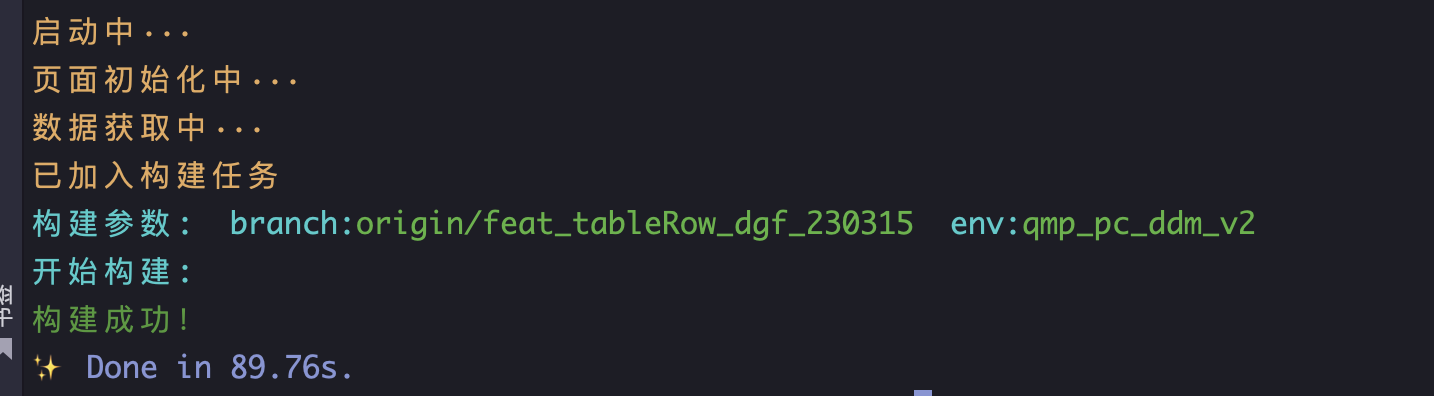 启动中...
页面初始化中...
数据获取中...
已加入构建任务
构建参数: branch:origin/feat_tableRow_dgf_230315 env:qmp_pc_ddm_v2
开始构建:
构建成功!
✨ Done in 89.76s.
书签